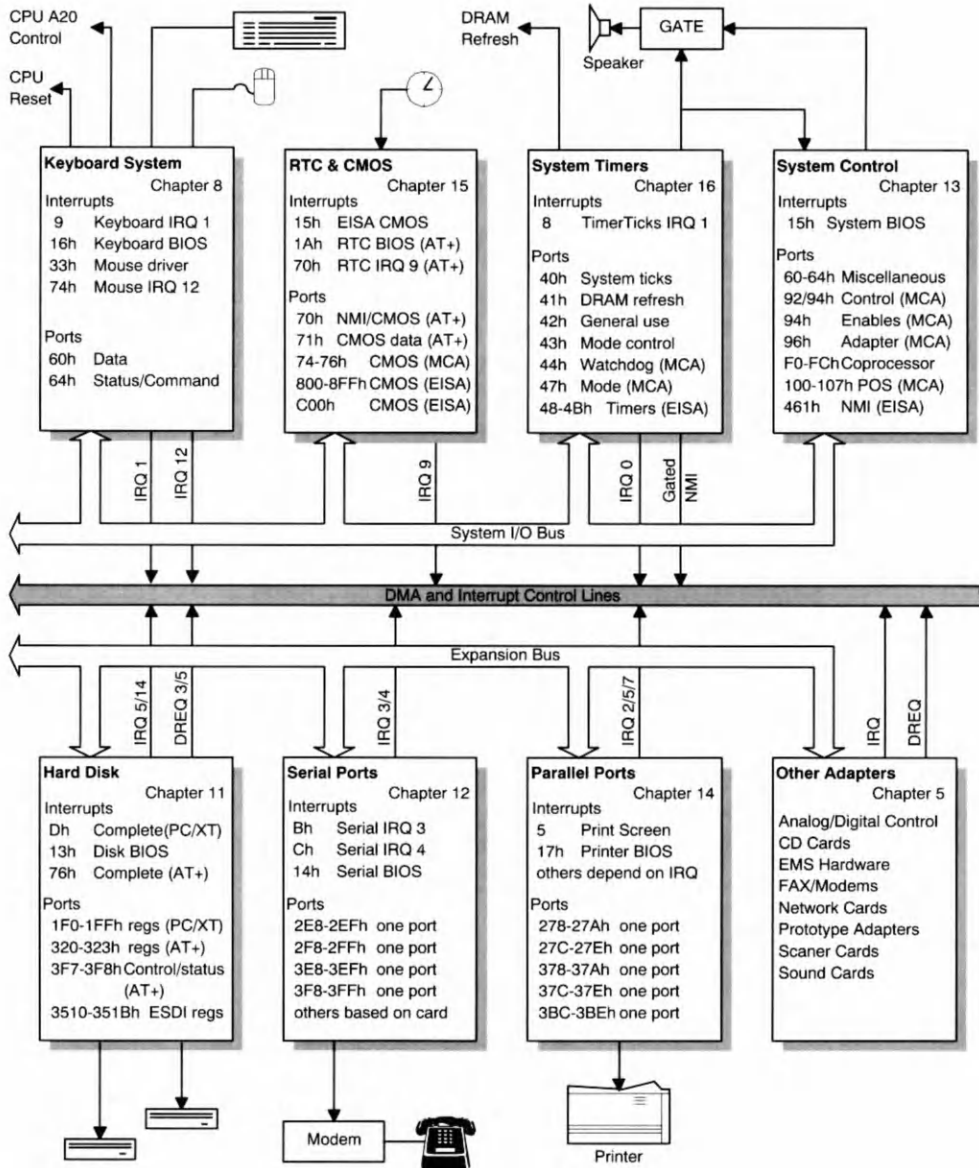 CPU A20
Control
CPU
Reset
DRAM
Refresh
Speaker
GATE
Keyboard System
Chapter 8
Interrupts
9 Keyboard IRQ 1
16h Keyboard BIOS
33h Mouse driver
74h Mouse IRQ 12
Ports
60h Data
64h Status/Command
RTC & CMOS
Chapter 15
Interrupts
15h EISA CMOS
1Ah RTC BIOS (AT+)
70h RTC IRQ 9 (AT+)
Ports
70h NMI/CMOS (AT+)
71h CMOS data (AT+)
74-76h CMOS (MCA)
800-8FFh CMOS (EISA)
C00h CMOS (EISA)
System Timers
Chapter 16
Interrupts
8 TimerTicks IRQ 1
Ports
40h System ticks
41h DRAM refresh
42h General use
43h Mode control
44h Watchdog (MCA)
47h Mode (MCA)
48-4Bh Timers (EISA)
System Control
Chapter 13
Interrupts
15h System BIOS
Ports
60-64h Miscellaneous
92/94h Control (MCA)
94h Enables (MCA)
96h Adapter (MCA)
F0-FCh Coprocessor
100-107h POS (MCA)
461h NMI (EISA)
IRQ 1
IRQ 12
IRQ 9
IRQ 0
Gated
NMI
System I/O Bus
DMA and Interrupt Control Lines
Expansion Bus
IRQ 5/14
DREQ 3/5
IRQ 3/4
IRQ 2/5/7
IRQ
DREQ
Hard Disk
Chapter 11
Interrupts
Dh Complete(PC/XT)
13h Disk BIOS
76h Complete (AT+)
Ports
1F0-1FFh regs (PC/XT)
320-323h regs (AT+)
3F7-3F8h Control/status
(AT+)
3510-351Bh ESDI regs
Serial Ports
Chapter 12
Interrupts
Bh Serial IRQ 3
Ch Serial IRQ 4
14h Serial BIOS
Ports
2E8-2EFh one port
2F8-2FFh one port
3E8-3EFh one port
3F8-3FFh one port
others based on card
Parallel Ports
Chapter 14
Interrupts
5 Print Screen
17h Printer BIOS
others depend on IRQ
Ports
278-27Ah one port
27C-27Eh one port
378-37Ah one port
37C-37Eh one port
3BC-3BEh one port
Other Adapters
Chapter 5
Analog/Digital Control
CD Cards
EMS Hardware
FAX/Modems
Network Cards
Prototype Adapters
Scaner Cards
Sound Cards
Modem
Printer